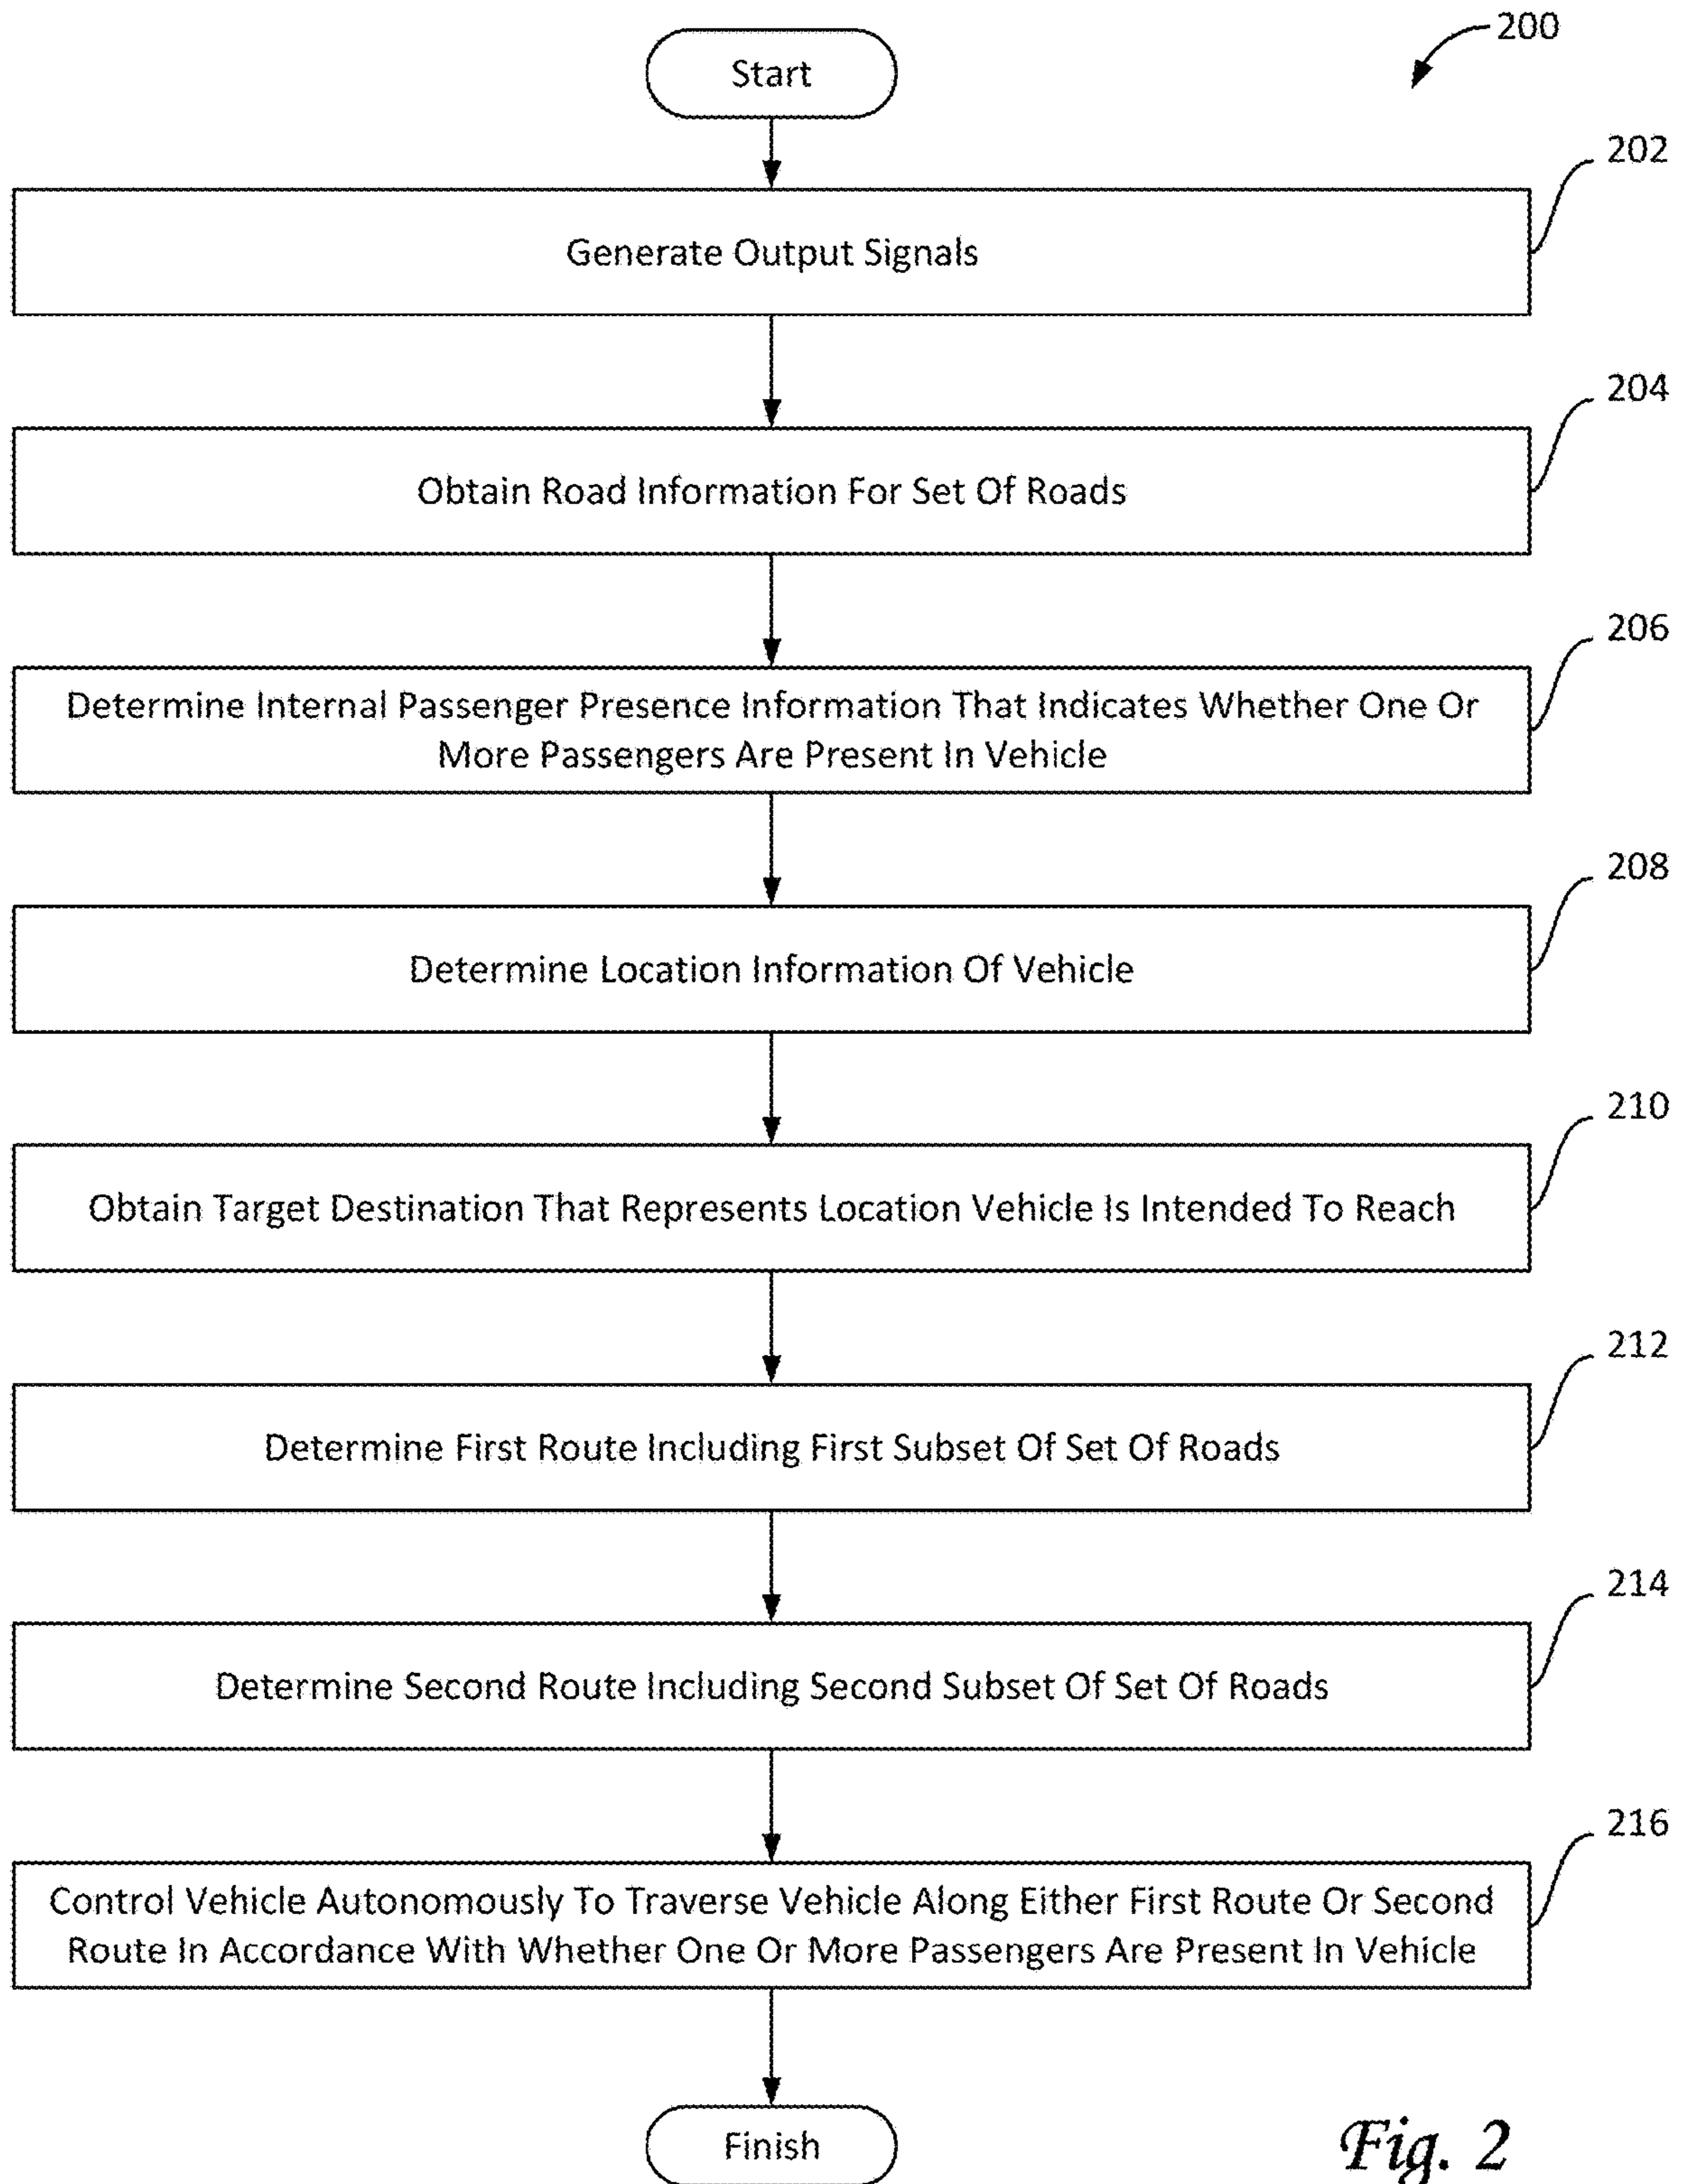 200
Start
202
Generate Output Signals
204
Obtain Road Information For Set Of Roads
206
Determine Internal Passenger Presence Information That Indicates Whether One Or
More Passengers Are Present In Vehicle
208
Determine Location Information Of Vehicle
210
Obtain Target Destination That Represents Location Vehicle Is Intended To Reach
212
Determine First Route Including First Subset Of Set Of Roads
214
Determine Second Route Including Second Subset Of Set Of Roads
216
Control Vehicle Autonomously To Traverse Vehicle Along Either First Route Or Second
Route In Accordance With Whether One Or More Passengers Are Present In Vehicle
Finish
Fig. 2